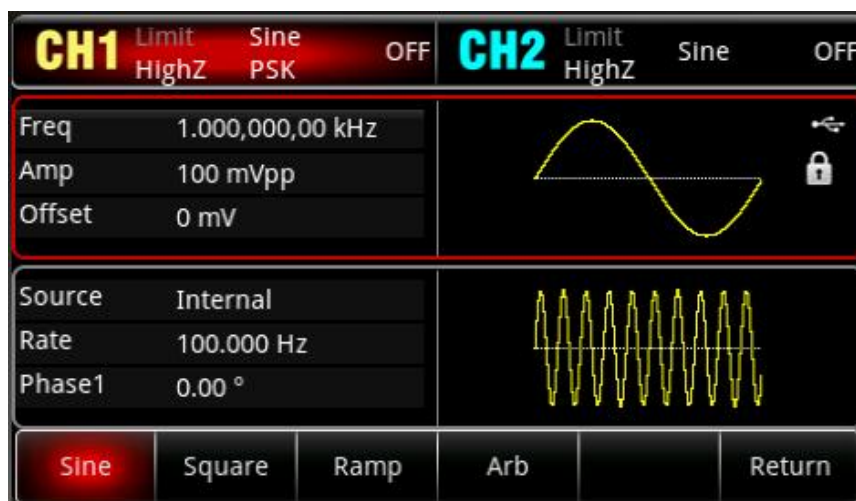 CH1 Limit Sine OFF CH2 Limit Sine OFF
HighZ PSK HighZ
Freq 1.000,000,00 kHz
Amp 100 mVpp
Offset 0 mV
Source Internal
Rate 100.000 Hz
Phase1 0.00 °
Sine Square Ramp Arb Return